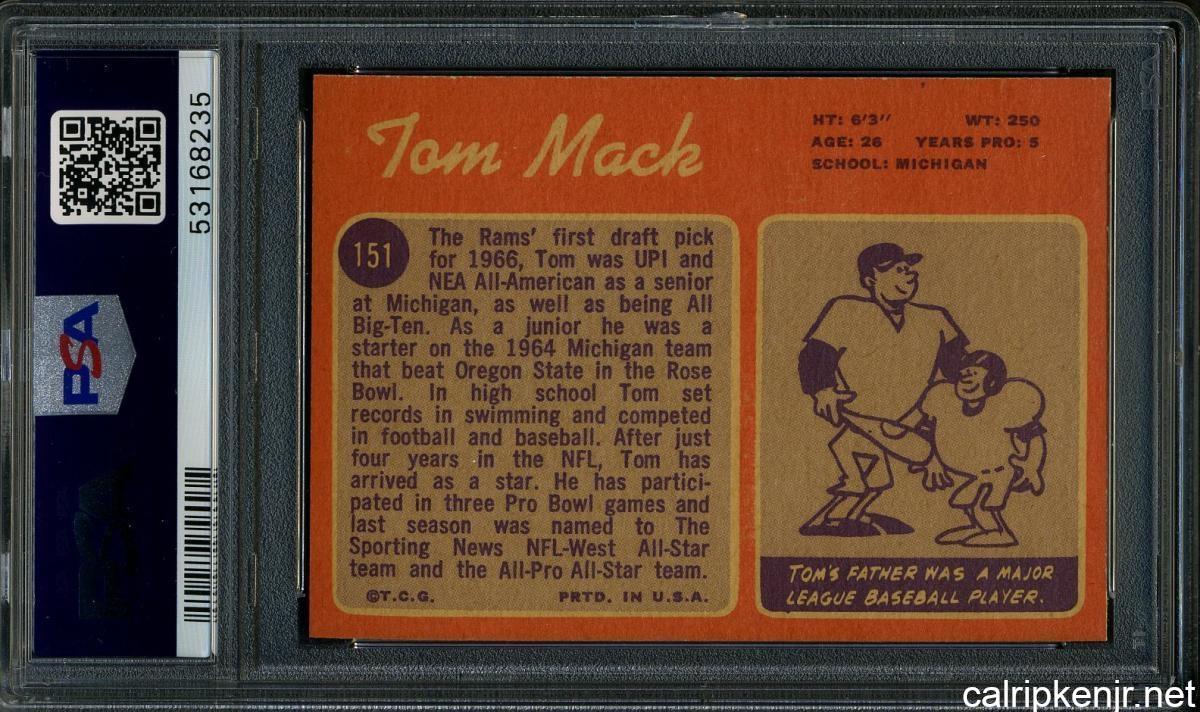 53168235
PSA
Tom Mack
HT: 6'3'' WT: 250
AGE: 26 YEARS PRO: 5
SCHOOL: MICHIGAN
151
The Rams' first draft pick
for 1966, Tom was UPI and
NEA All-American as a senior
at Michigan, as well as being All
Big-Ten. As a junior he was a
starter on the 1964 Michigan team
that beat Oregon State in the Rose
Bowl. In high school Tom set
records in swimming and competed
in football and baseball. After just
four years in the NFL, Tom has
arrived as a star. He has partici-
pated in three Pro Bowl games and
last season was named to The
Sporting News NFL-West All-Star
team and the All-Pro All-Star team.
©T.C.G. PRTD. IN U.S.A.
TOM'S FATHER WAS A MAJOR
LEAGUE BASEBALL PLAYER.
calripkenjr.net